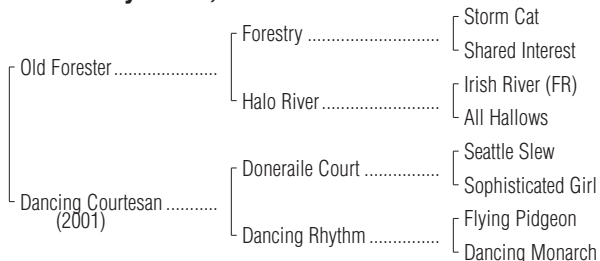 Storm Cat
Forestry ....................
Shared Interest
Old Forester.....................
Irish River (FR)
Halo River........................
All Hallows
Seattle Slew
Doneraile Court ...............
Sophisticated Girl
Dancing Courtesan ..........
(2001)
Flying Pidgeon
Dancing Rhythm ..............
Dancing Monarch